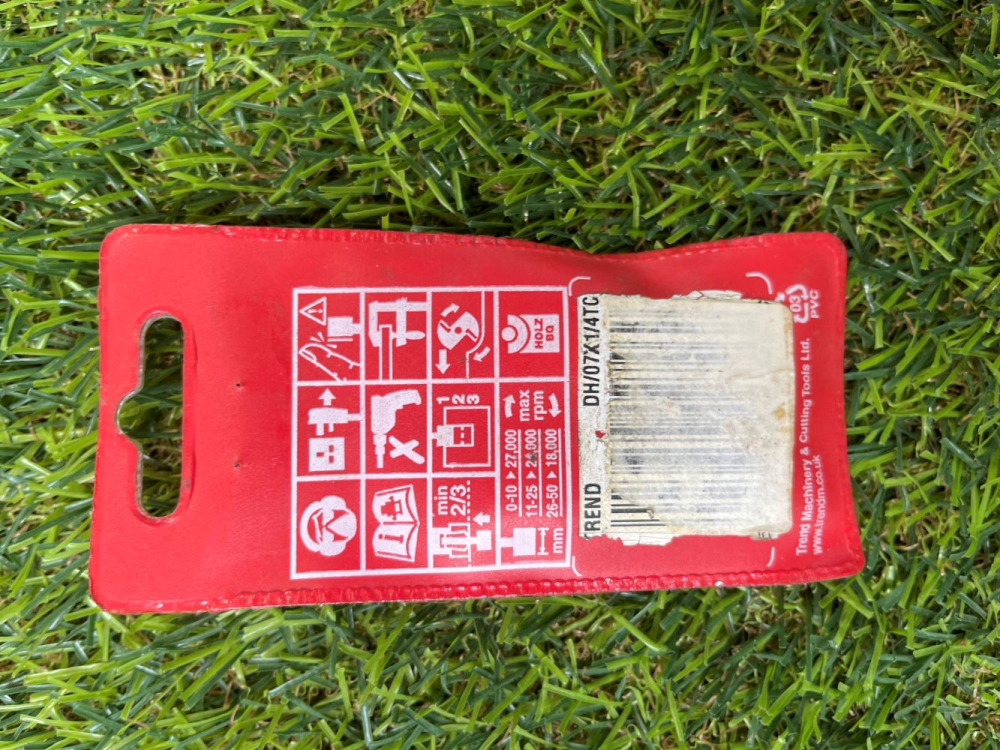 min
2/3
1
2
3
mm
0-10 ▶ 27,000
11-25 ▶ 24,000
26-50 ▶ 18,000
max
rpm
HOLZ
BG
TREND DH/07X1/4TC
Trend Machinery & Cutting Tools Ltd.
www.trendm.co.uk
03
PVC